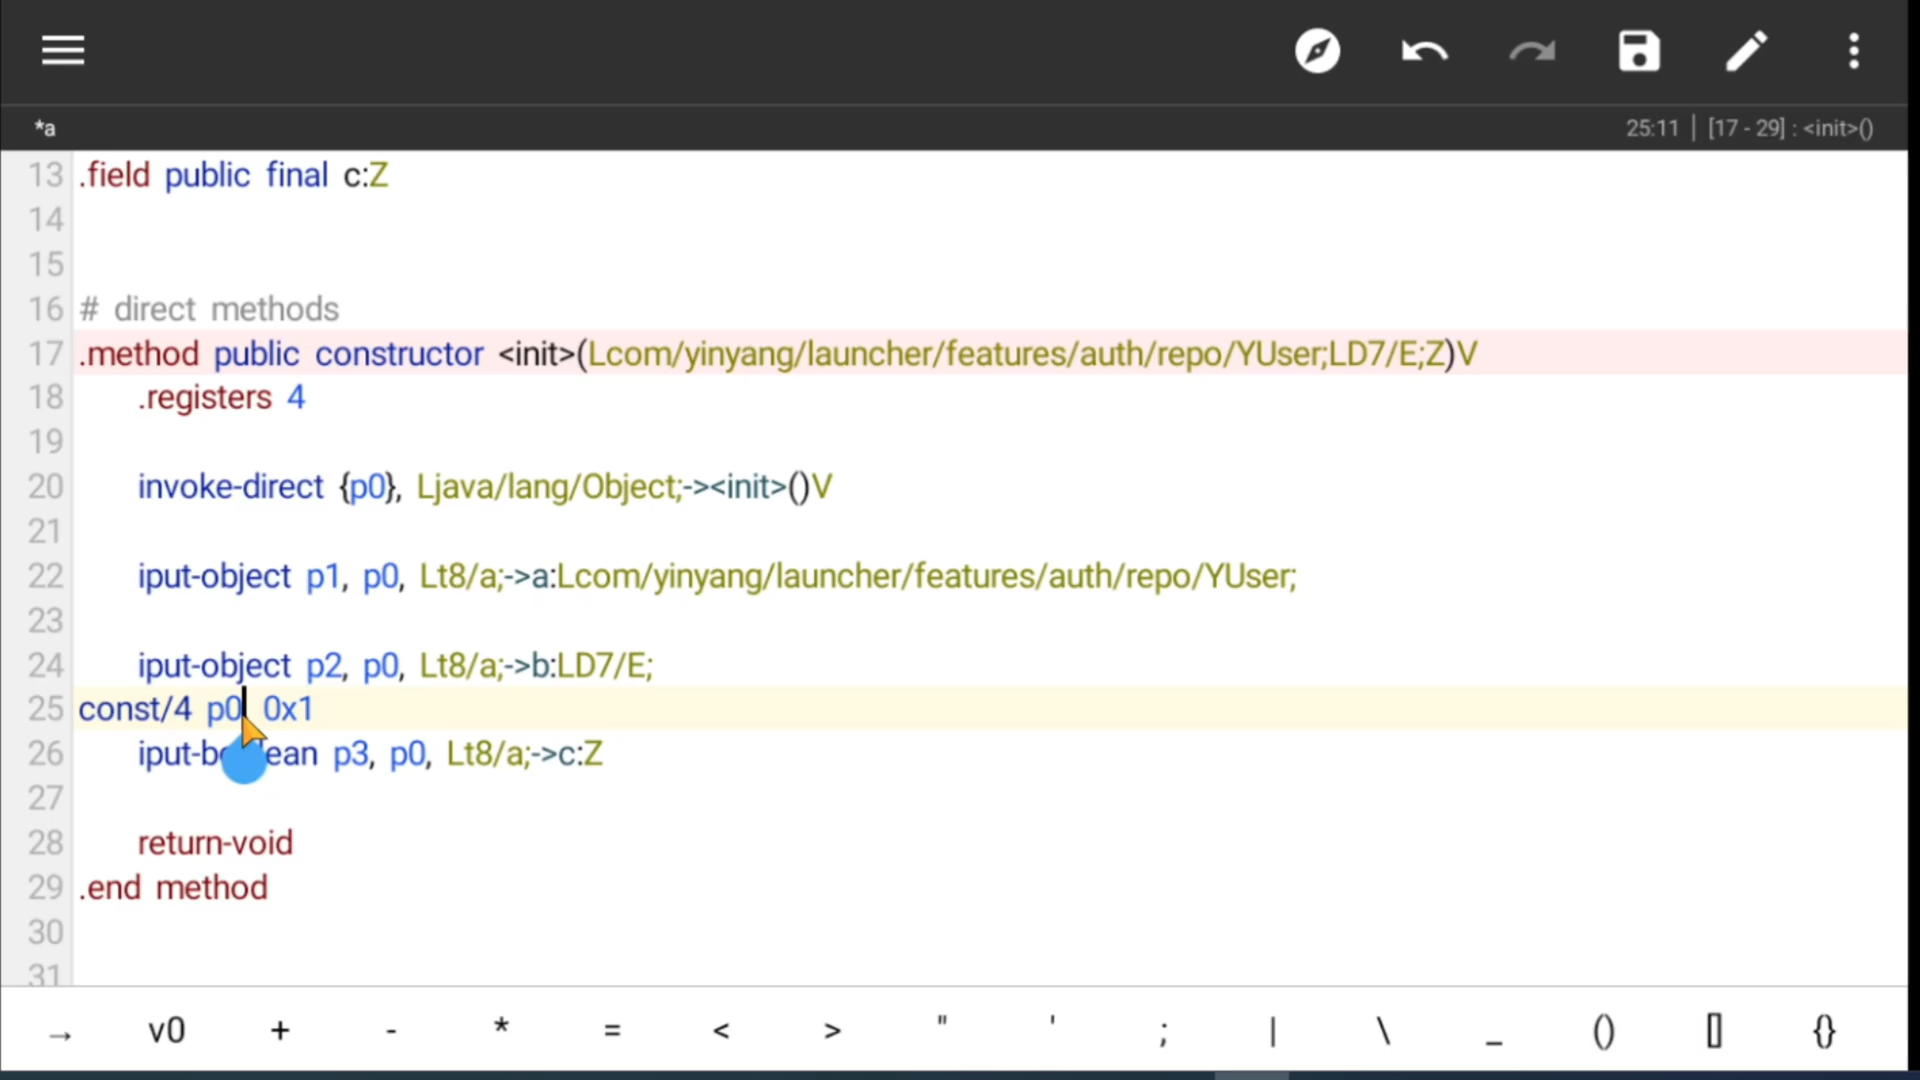 *a
25:11 | [17 - 29] : <init>()
13 .field public final c:Z
14
15
16 # direct methods
17 .method public constructor <init>(Lcom/yinyang/launcher/features/auth/repo/YUser;LD7/E;Z)V
18 .registers 4
19
20 invoke-direct {p0}, Ljava/lang/Object;-><init>()V
21
22 iput-object p1, p0, Lt8/a;->a:Lcom/yinyang/launcher/features/auth/repo/YUser;
23
24 iput-object p2, p0, Lt8/a;->b:LD7/E;
25 const/4 p0 0x1
26 p3, p0, Lt8/a;->c:Z
27
28 return-void
29 .end method
30
31
→ v0 + - * = < > " ' ; | \ _ () [] {}